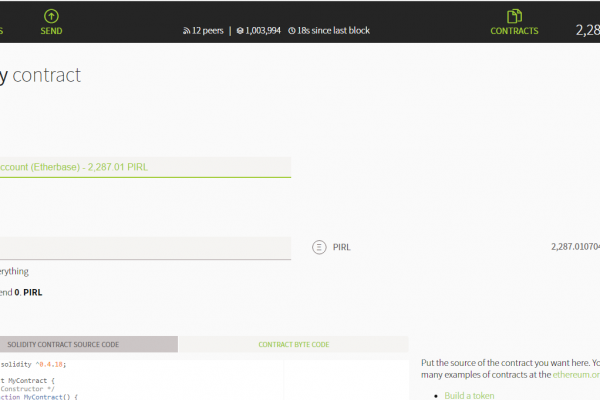 S SEND 12 peers | 1,003,994 18s since last block CONTRACTS 2,28
y contract
ccount (Etherbase) - 2,287.01 PIRL
PIRL 2,287.010704
erything
end 0. PIRL
SOLIDITY CONTRACT SOURCE CODE CONTRACT BYTE CODE
solidity ^0.4.18;
Put the source of the contract you want here. Yo
many examples of contracts at the ethereum.or
t MyContract {
Constructor */
ction MyContract() {
Build a token